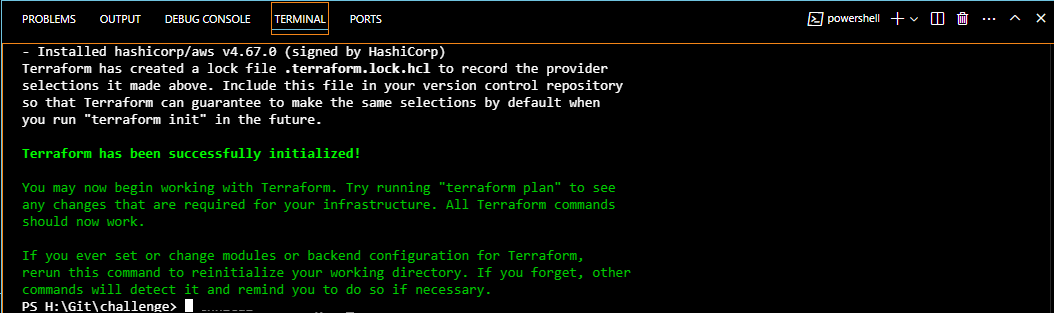 PROBLEMS OUTPUT DEBUG CONSOLE TERMINAL PORTS powershell
- Installed hashicorp/aws v4.67.0 (signed by HashiCorp)
Terraform has created a lock file .terraform.lock.hcl to record the provider
selections it made above. Include this file in your version control repository
so that Terraform can guarantee to make the same selections by default when
you run "terraform init" in the future.
Terraform has been successfully initialized!
You may now begin working with Terraform. Try running "terraform plan" to see
any changes that are required for your infrastructure. All Terraform commands
should now work.
If you ever set or change modules or backend configuration for Terraform,
rerun this command to reinitialize your working directory. If you forget, other
commands will detect it and remind you to do so if necessary.
PS H:\Git\challenge>